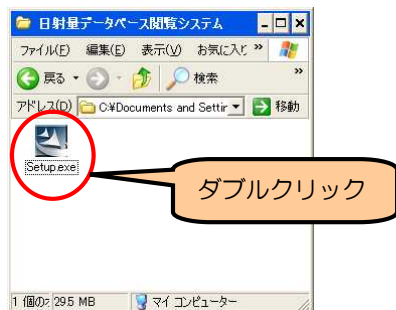 日射量データベース閲覧システム
ファイル(F) 編集(E) 表示(V) お気に入り »
戻る 検索 »
アドレス(D) C:¥Documents and Settir 移動
Setup.exe
ダブルクリック
1 個の: 29.5 MB マイ コンピューター